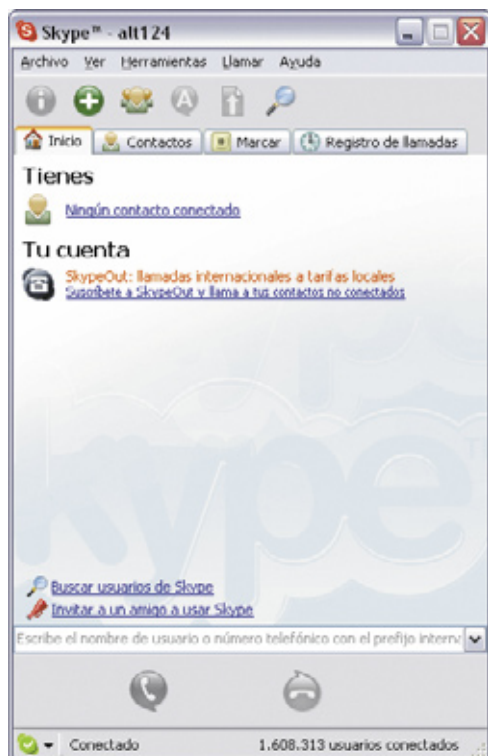 Skype™ - alt124
Archivo Ver Herramientas Llamar Ayuda
Inicio Contactos Marcar Registro de llamadas
Tienes
Ningún contacto conectado
Tu cuenta
SkypeOut: llamadas internacionales a tarifas locales
Suscríbete a SkypeOut y llama a tus contactos no conectados
Buscar usuarios de Skype
Invitar a un amigo a usar Skype
Escribe el nombre de usuario o número telefónico con el prefijo interna
Conectado 1.608.313 usuarios conectados